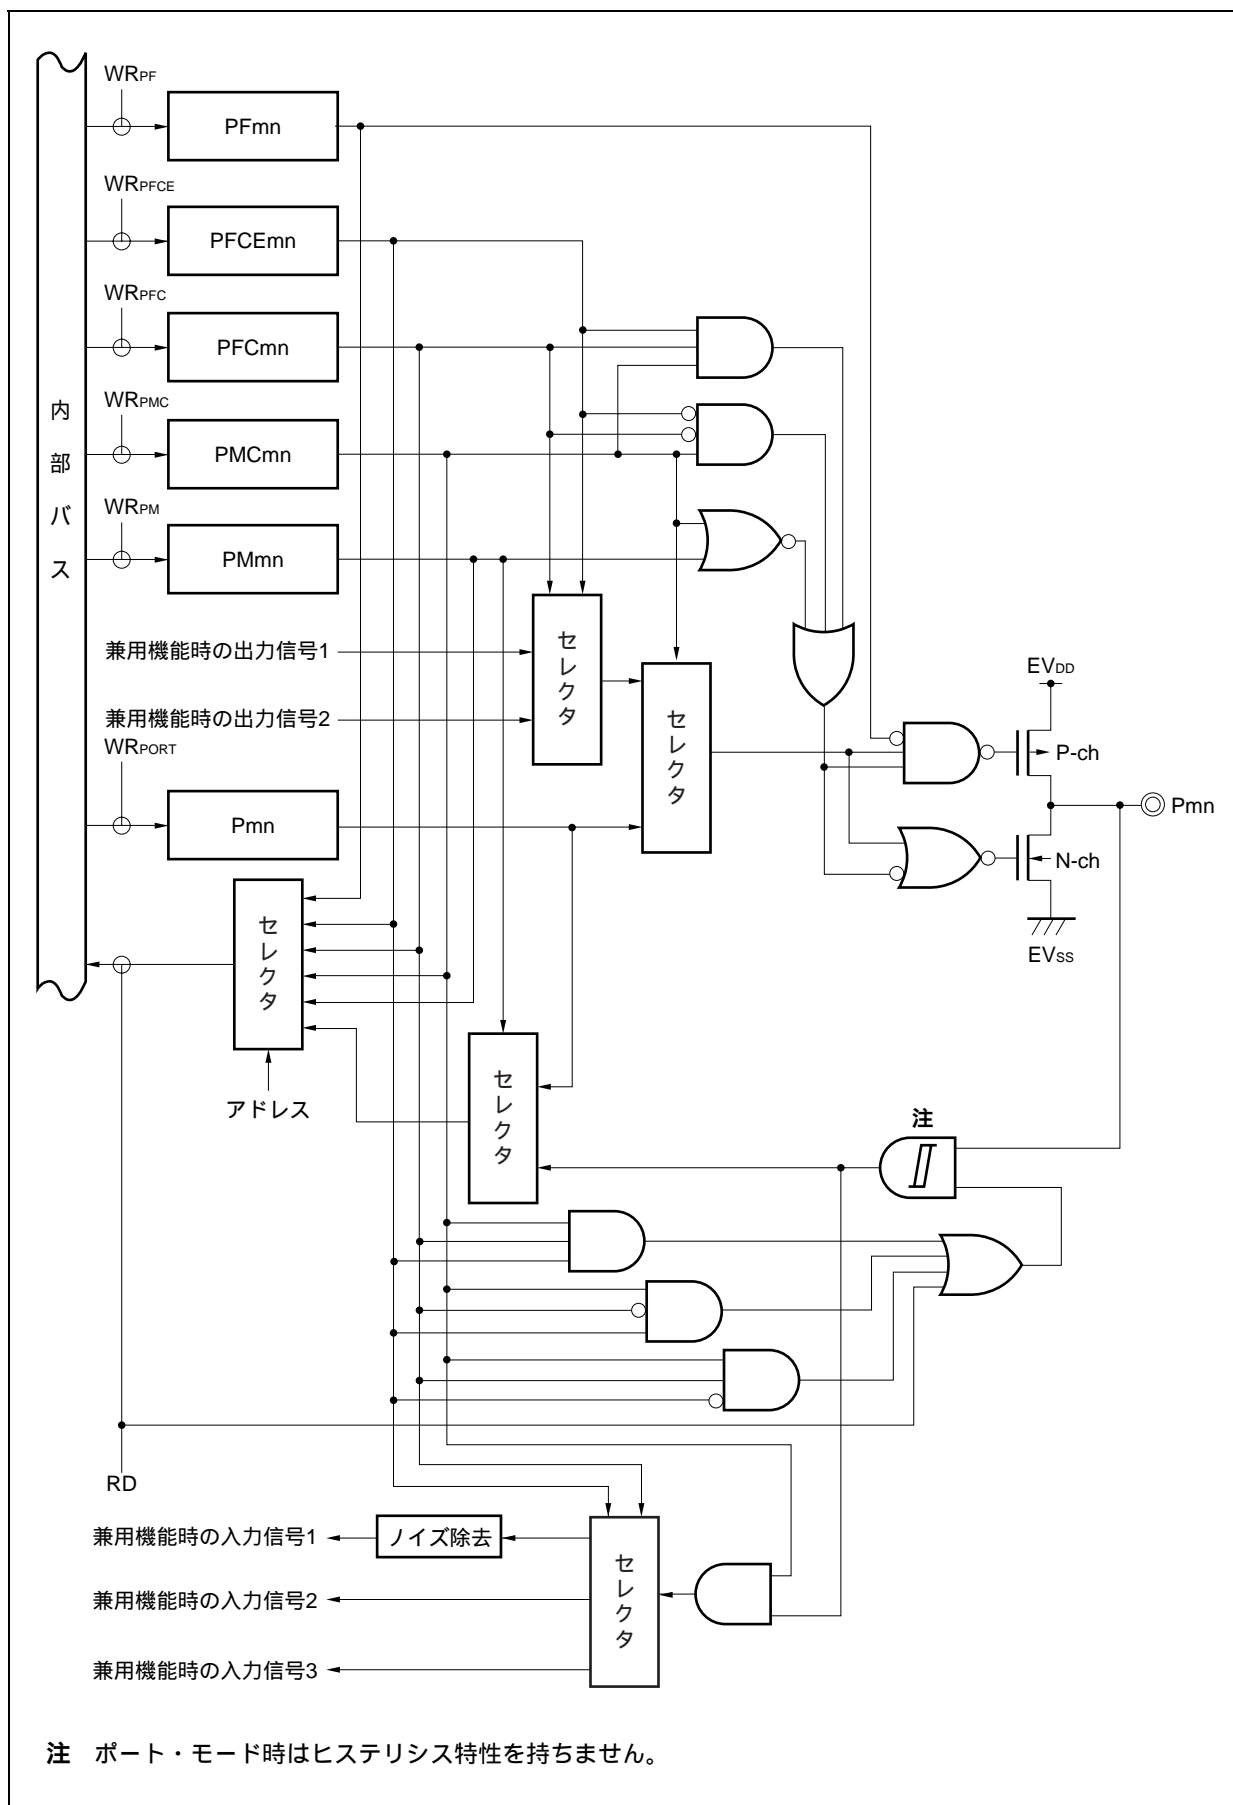 WRPF
PFmn
WRPFCE
PFCEmn
WRPFC
PFCmn
内部バス
WRPMC
PMCmn
WRPM
PMmn
兼用機能時の出力信号1
セレクタ
兼用機能時の出力信号2
セレクタ
EVDD
P-ch
WRPORT
Pmn
Pmn
N-ch
EVSS
セレクタ
アドレス
セレクタ
注
RD
兼用機能時の入力信号1
ノイズ除去
セレクタ
兼用機能時の入力信号2
兼用機能時の入力信号3
注 ポート・モード時はヒステリシス特性を持ちません。